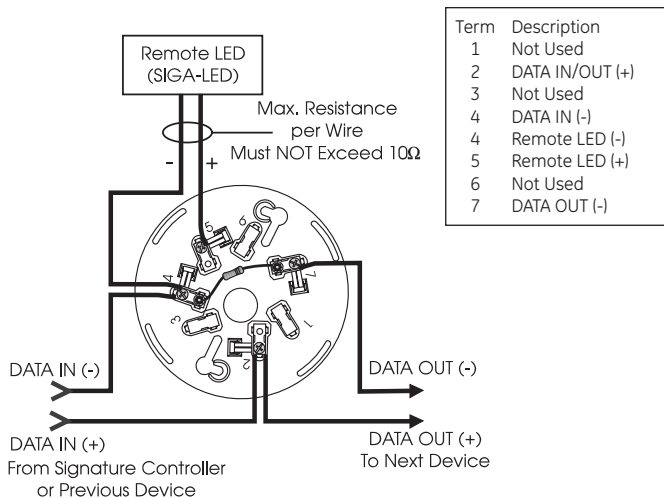 Remote LED
(SIGA-LED)
Max. Resistance
per Wire
Must NOT Exceed 10Ω
- +
Term Description
1 Not Used
2 DATA IN/OUT (+)
3 Not Used
4 DATA IN (-)
4 Remote LED (-)
5 Remote LED (+)
6 Not Used
7 DATA OUT (-)
6
5
4
7
3
1
2
DATA IN (-)
DATA OUT (-)
DATA IN (+)
From Signature Controller
or Previous Device
DATA OUT (+)
To Next Device